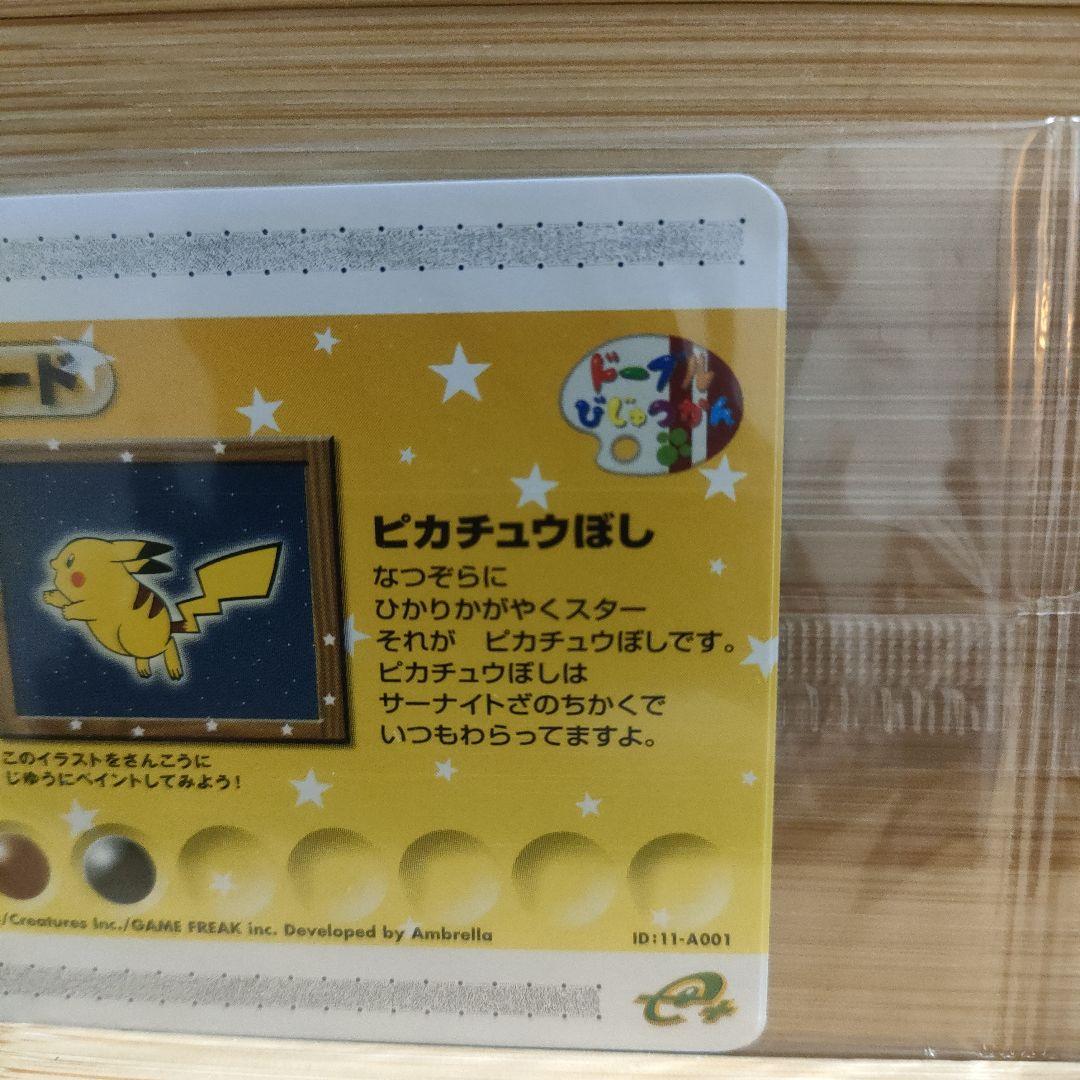 ード
ドーブル
びじゅつかん
ピカチュウぼし
なつぞらに
ひかりかがやくスター
それが ピカチュウぼしです。
ピカチュウぼしは
サーナイトざのちかくで
いつもわらってますよ。
このイラストをさんこうに
じゆうにペイントしてみよう!
/Creatures Inc./GAME FREAK inc. Developed by Ambrella
ID:11-A001
e+